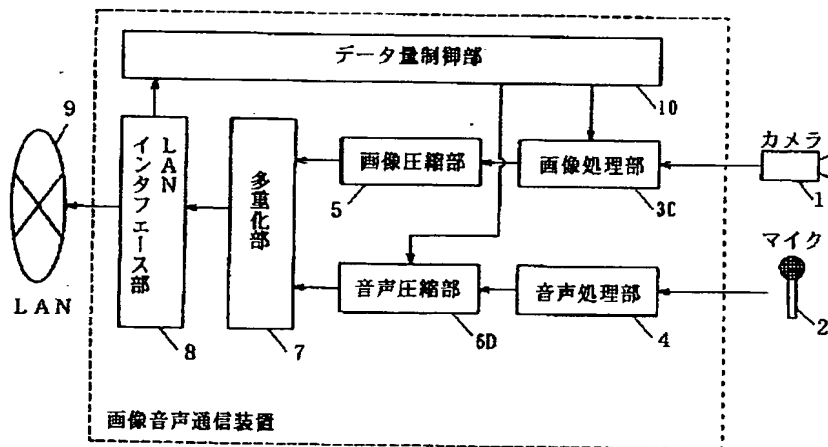 データ量制御部
10
9
カメラ
LAN
インタフェース部
多重化部
画像圧縮部
画像処理部
5
3C
1
マイク
音声圧縮部
音声処理部
LAN
8
7
6D
4
2
画像音声通信装置